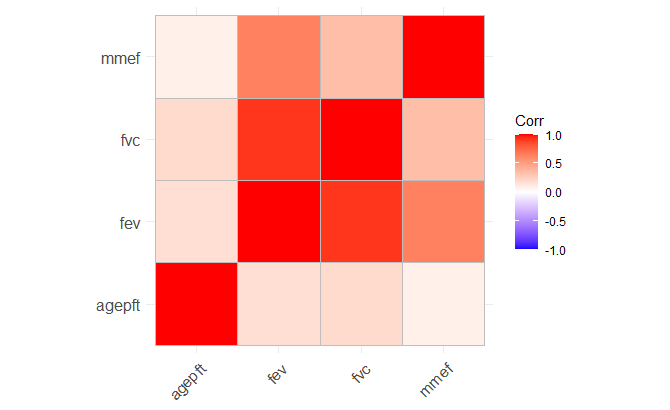 mmef
fvc
fev
agepft
agepft
fev
fvc
mmef
Corr
1.0
0.5
0.0
-0.5
-1.0